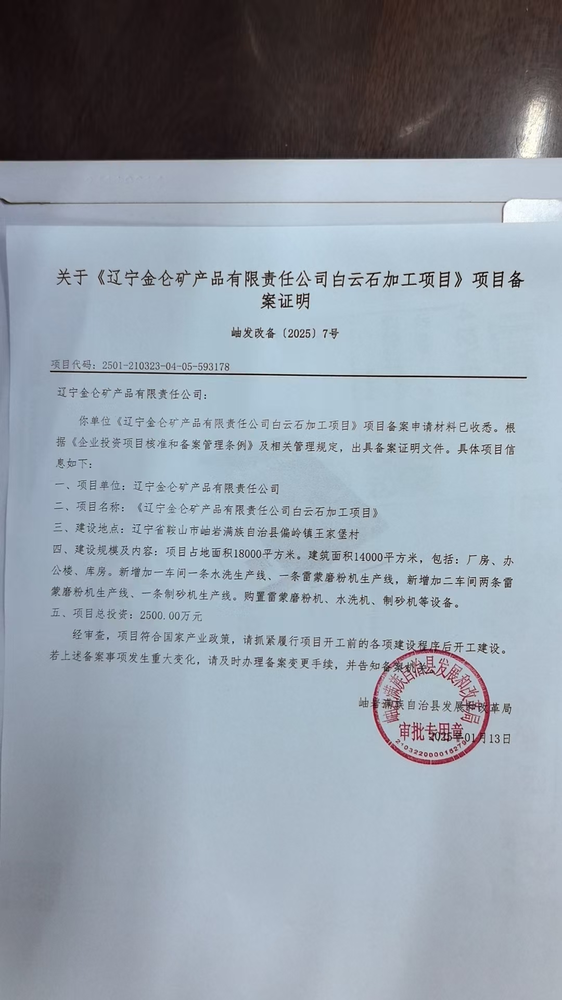 关于《辽宁金仑矿产品有限责任公司白云石加工项目》项目备
案证明
岫发改备〔2025〕7号
项目代码：2501-210323-04-05-593178
辽宁金仑矿产品有限责任公司：
你单位《辽宁金仑矿产品有限责任公司白云石加工项目》项目备案申请材料已收悉。根
据《企业投资项目核准和备案管理条例》及相关管理规定，出具备案证明文件。具体项目信
息如下：
一、项目单位：辽宁金仑矿产品有限责任公司
二、项目名称：《辽宁金仑矿产品有限责任公司白云石加工项目》
三、建设地点：辽宁省鞍山市岫岩满族自治县偏岭镇王家堡村
四、建设规模及内容：项目占地面积18000平方米。建筑面积14000平方米，包括：厂房、办
公楼、库房。新增加一车间一条水洗生产线、一条雷蒙磨粉机生产线，新增加二车间两条雷
蒙磨粉机生产线、一条制砂机生产线。购置雷蒙磨粉机、水洗机、制砂机等设备。
五、项目总投资：2500.00万元
经审查，项目符合国家产业政策，请抓紧履行项目开工前的各项建设程序后开工建设。
若上述备案事项发生重大变化，请及时办理备案变更手续，并告知备案机关。
岫岩满族自治县发展和改革局
2025年01月13日
岫岩满族自治县发展和改革局
审批专用章
210322000015279